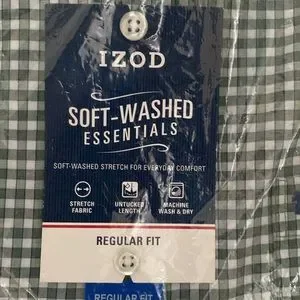 IZOD
SOFT-WASHED
ESSENTIALS
SOFT-WASHED STRETCH FOR EVERYDAY COMFORT
STRETCH
FABRIC
UNTUCKED
LENGTH
MACHINE
WASH & DRY
REGULAR FIT
REGULAR FIT